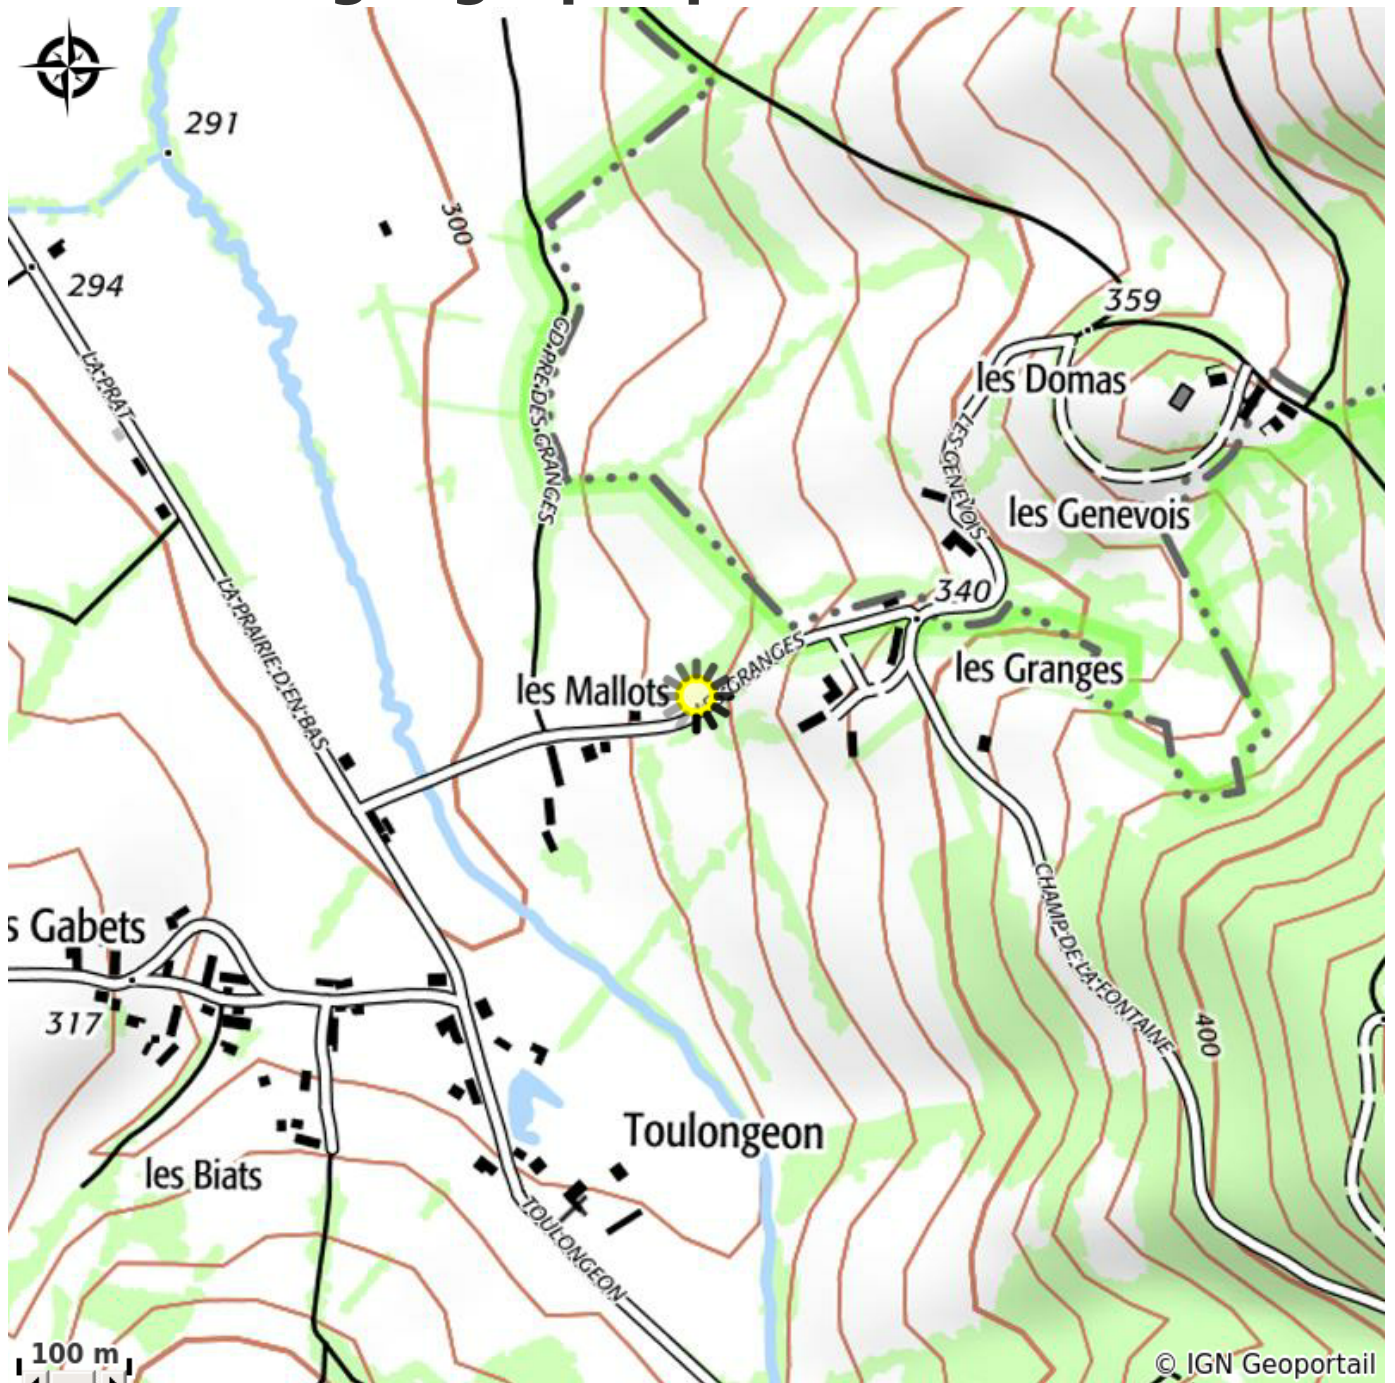 291
300
294
359
LA PRAT
GD PRE DES GRANGES
les Domas
LES GENEVOIS
les Genevois
340
LA PRAIRIE D'EN BAS
GRANGES
les Granges
les Mallots
CHAMP DE LA FONTAINE
s Gabets
317
400
Toulongeon
les Biats
TOULONGEON
100 m
© IGN Geoportail